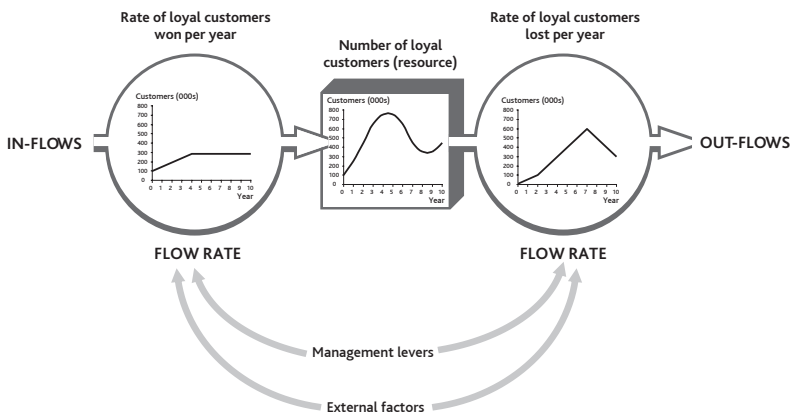 Rate of loyal customers
won per year
Number of loyal
customers (resource)
Rate of loyal customers
lost per year
IN-FLOWS
Customers (000s)
800
700
600
500
400
300
200
100
0
0 1 2 3 4 5 6 7 8 9 10
Year
Customers (000s)
800
700
600
500
400
300
200
100
0
0 1 2 3 4 5 6 7 8 9 10
Year
Customers (000s)
800
700
600
500
400
300
200
100
0
0 1 2 3 4 5 6 7 8 9 10
Year
OUT-FLOWS
FLOW RATE
FLOW RATE
Management levers
External factors